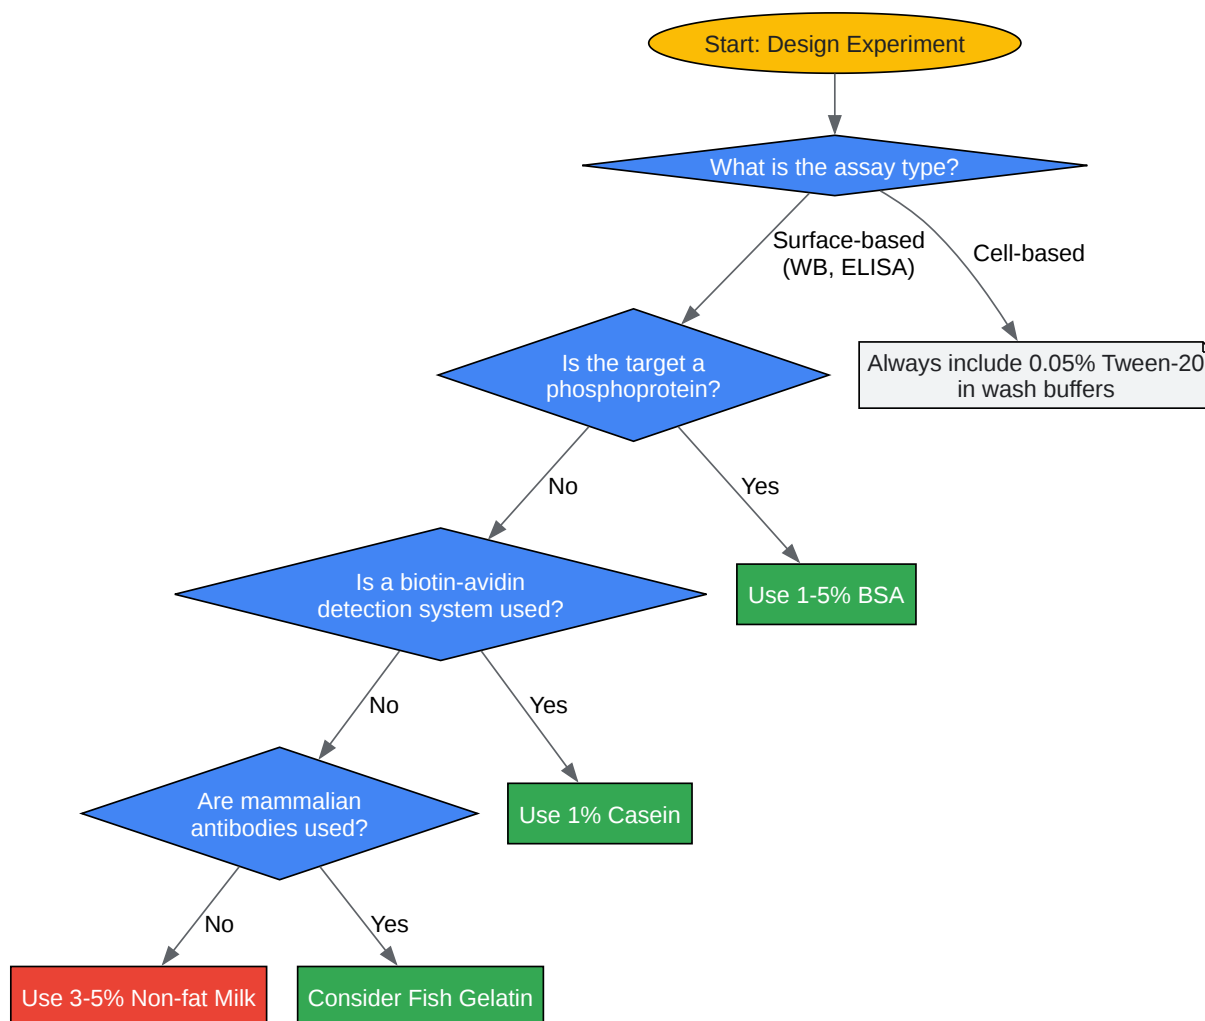 Start: Design Experiment
What is the assay type?
Surface-based
(WB, ELISA)
Cell-based
Is the target a
phosphoprotein?
Always include 0.05% Tween-20
in wash buffers
No
Yes
Is a biotin-avidin
detection system used?
Use 1-5% BSA
No
Yes
Are mammalian
antibodies used?
Use 1% Casein
No
Yes
Use 3-5% Non-fat Milk
Consider Fish Gelatin